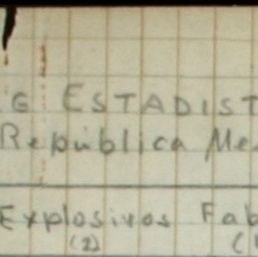 G ESTADIST
República Me
Explosivos Fab
(2) (